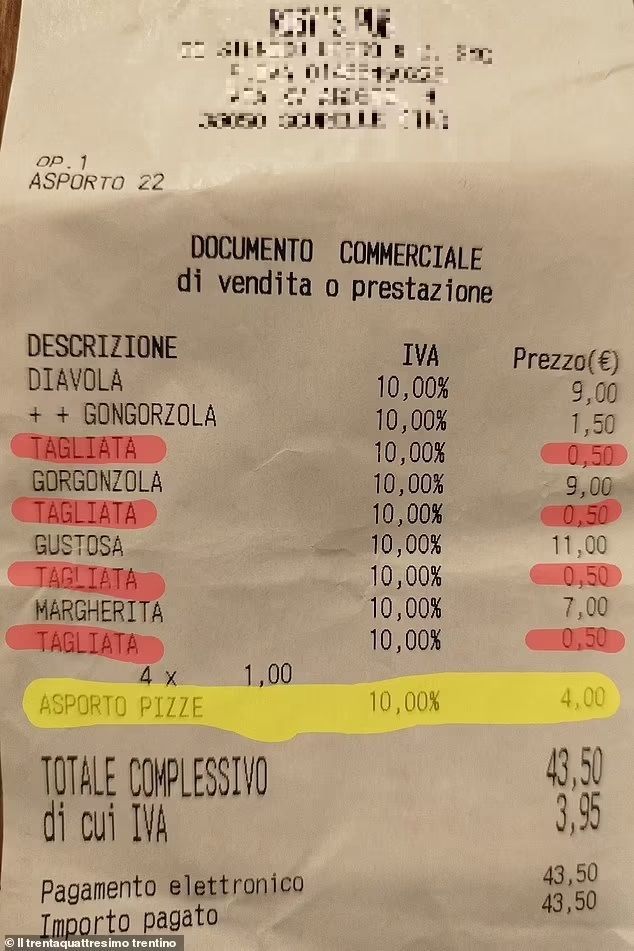 OP.1
ASPORTO 22
DOCUMENTO COMMERCIALE
di vendita o prestazione
DESCRIZIONE IVA Prezzo(€)
DIAVOLA 10,00% 9,00
+ + GONGORZOLA 10,00% 1,50
TAGLIATA 10,00% 0,50
GORGONZOLA 10,00% 9,00
TAGLIATA 10,00% 0,50
GUSTOSA 10,00% 11,00
TAGLIATA 10,00% 0,50
MARGHERITA 10,00% 7,00
TAGLIATA 10,00% 0,50
4 x 1,00
ASPORTO PIZZE 10,00% 4,00
TOTALE COMPLESSIVO 43,50
di cui IVA 3,95
Pagamento elettronico 43,50
Importo pagato 43,50
© Il trentaquattresimo trentino